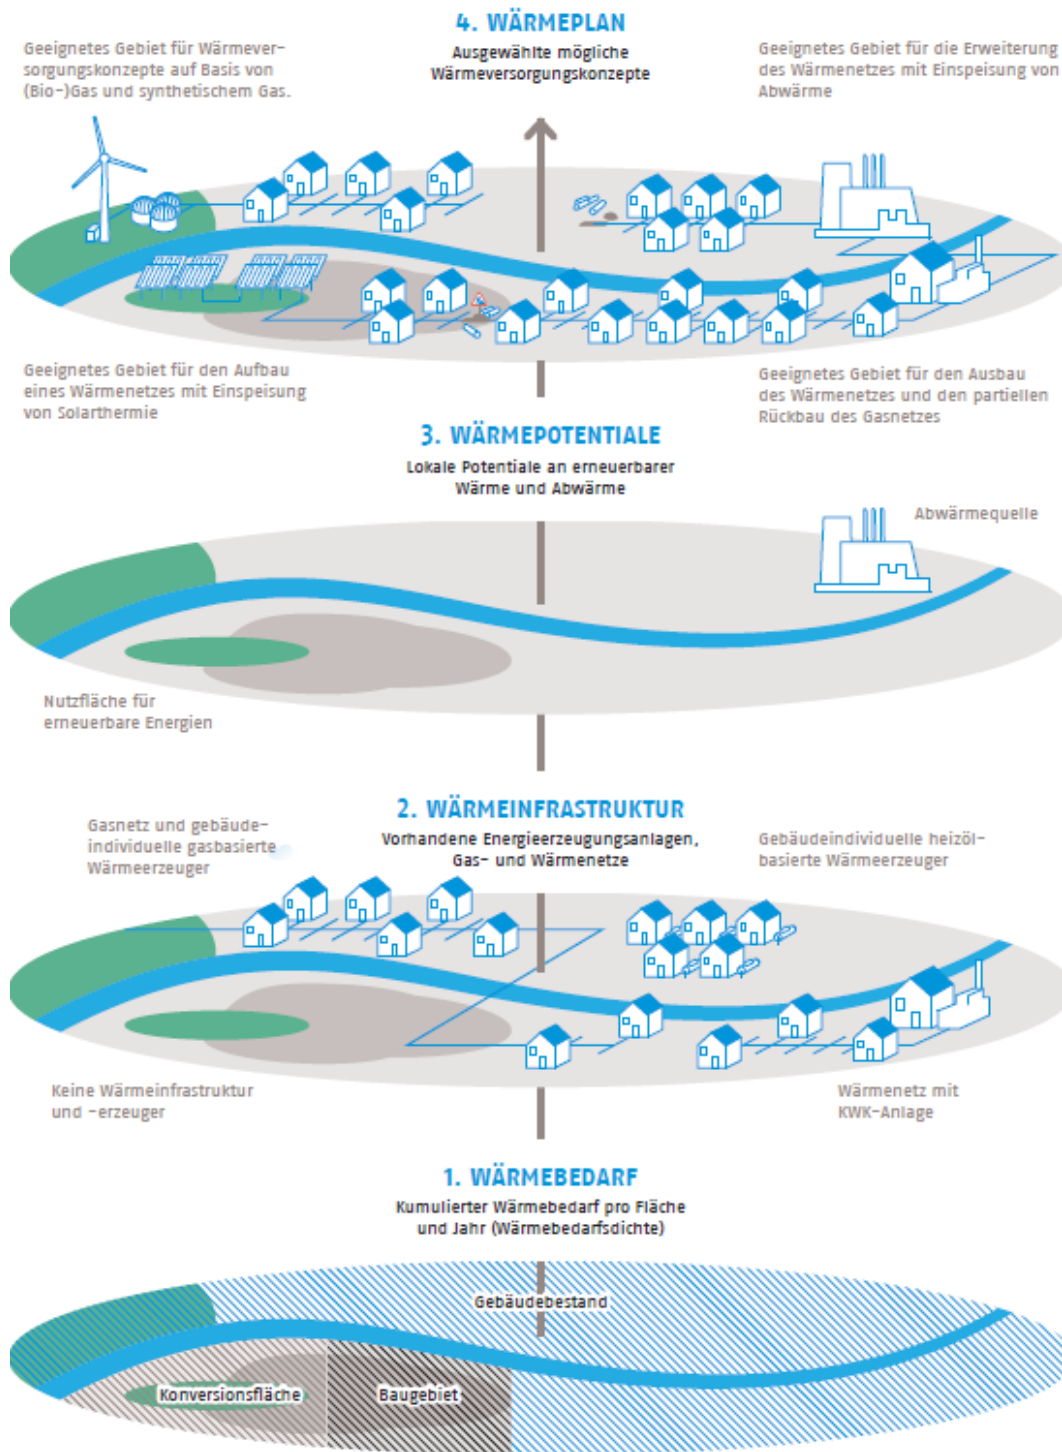 4. WÄRMEPLAN
Ausgewählte mögliche
Wärmeversorgungskonzepte
Geeignetes Gebiet für Wärmever-
sorgungskonzepte auf Basis von
(Bio-)Gas und synthetischem Gas.
Geeignetes Gebiet für die Erweiterung
des Wärmenetzes mit Einspeisung von
Abwärme
Geeignetes Gebiet für den Aufbau
eines Wärmenetzes mit Einspeisung
von Solarthermie
Geeignetes Gebiet für den Ausbau
des Wärmenetzes und den partiellen
Rückbau des Gasnetzes
3. WÄRMEPOTENTIALE
Lokale Potentiale an erneuerbarer
Wärme und Abwärme
Abwärmequelle
Nutzfläche für
erneuerbare Energien
2. WÄRMEINFRASTRUKTUR
Vorhandene Energieerzeugungsanlagen,
Gas- und Wärmenetze
Gasnetz und gebäude-
individuelle gasbasierte
Wärmeerzeuger
Gebäudeindividuelle heizöl-
basierte Wärmeerzeuger
Keine Wärmeinfrastruktur
und -erzeuger
Wärmenetz mit
KWK-Anlage
1. WÄRMEBEDARF
Kumulierter Wärmebedarf pro Fläche
und Jahr (Wärmebedarfsdichte)
Gebäudebestand
Konversionsfläche
Baugebiet